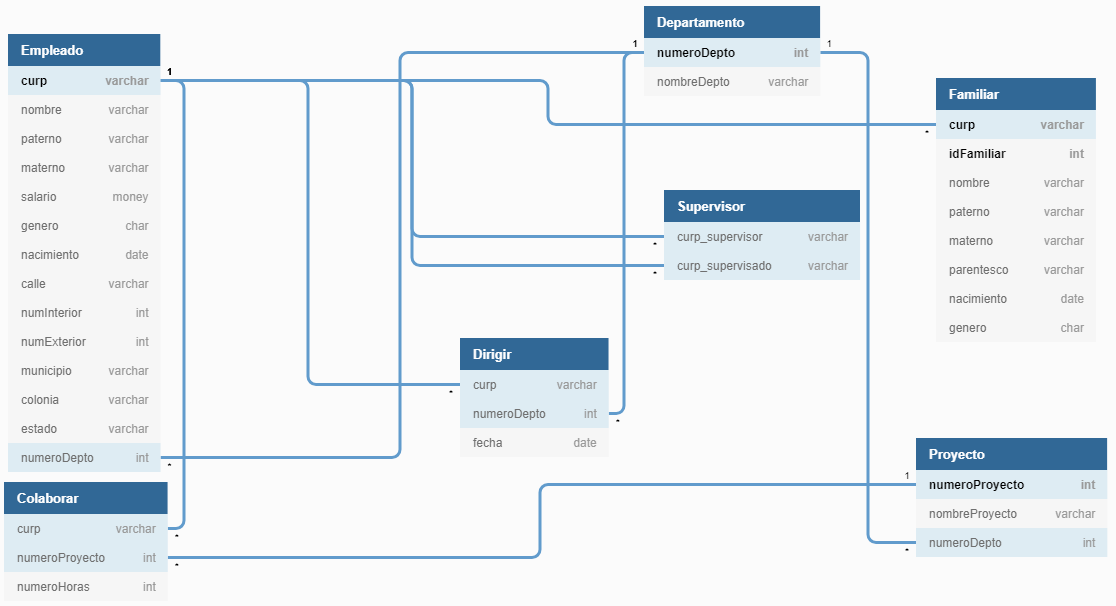 Empleado
curp varchar
nombre varchar
paterno varchar
materno varchar
salario money
genero char
nacimiento date
calle varchar
numInterior int
numExterior int
municipio varchar
colonia varchar
estado varchar
numeroDepto int
1
*
Colaborar
curp varchar
numeroProyecto int
numeroHoras int
*
*
Departamento
1 numeroDepto int 1
nombreDepto varchar
Supervisor
curp_supervisor varchar
curp_supervisado varchar
*
*
Dirigir
curp varchar
numeroDepto int
fecha date
*
*
Familiar
curp varchar
idFamiliar int
nombre varchar
paterno varchar
materno varchar
parentesco varchar
nacimiento date
genero char
*
Proyecto
1 numeroProyecto int
nombreProyecto varchar
numeroDepto int
*